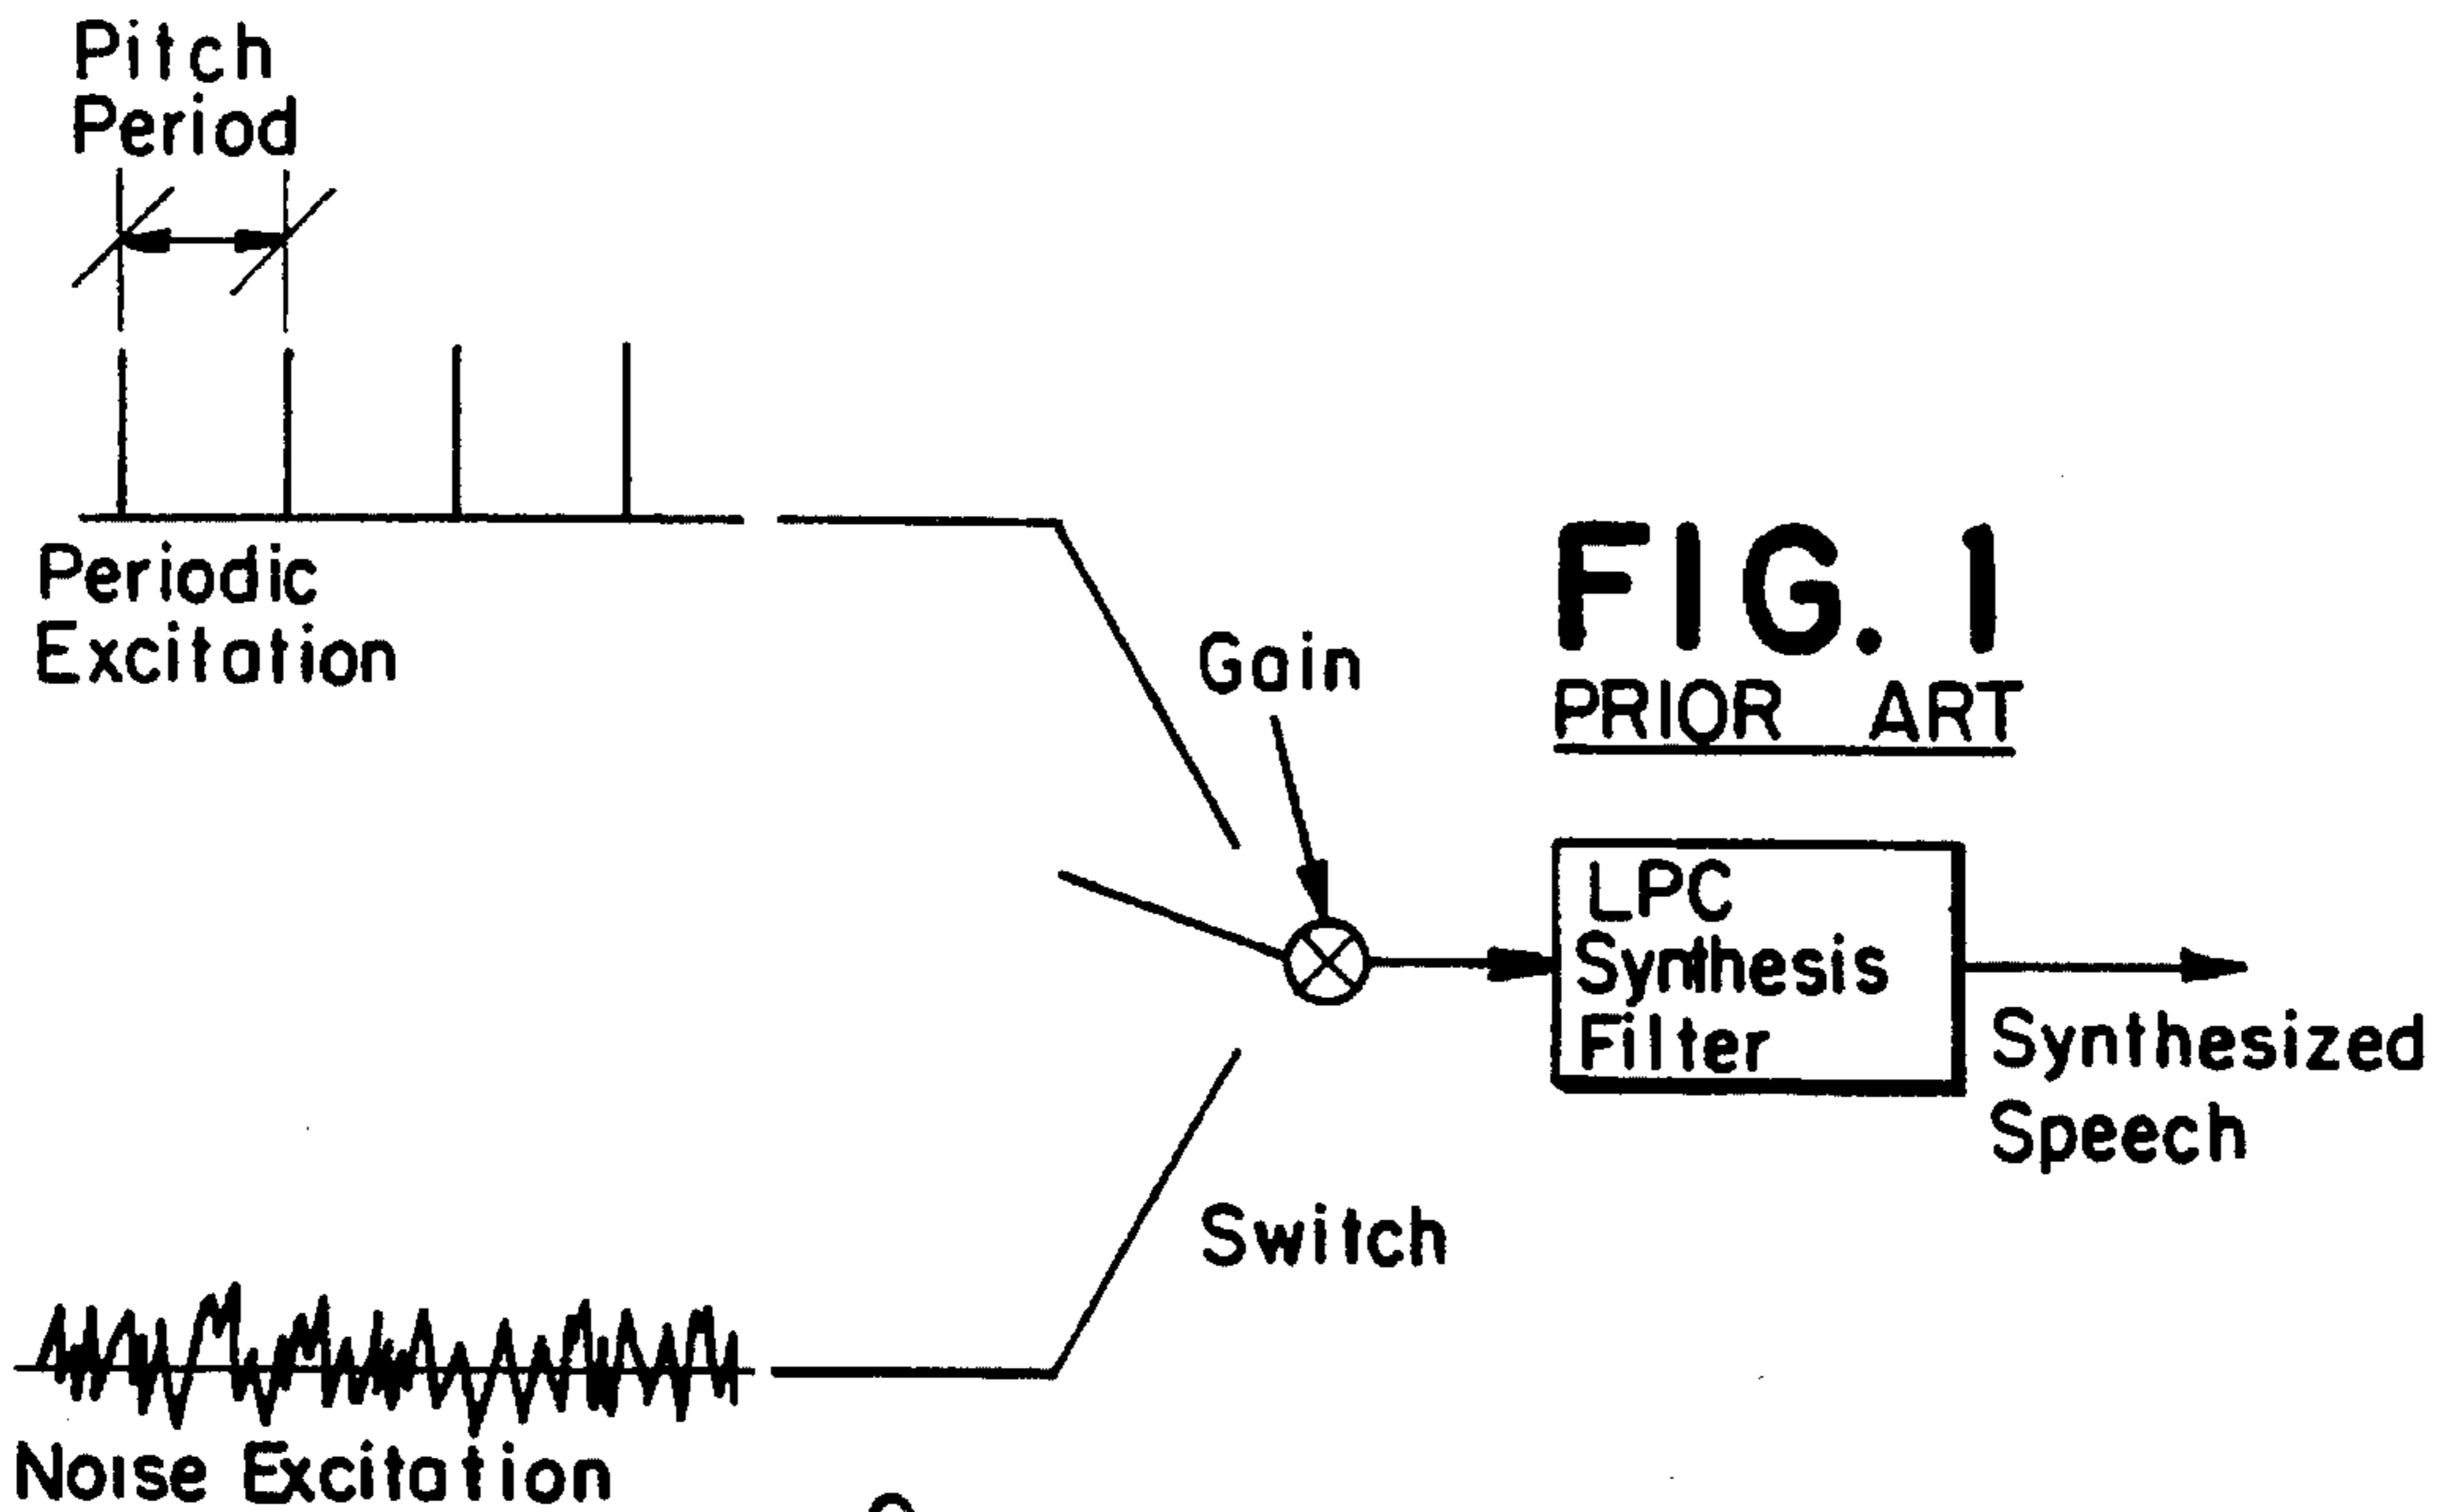 Pitch
Period
Periodic
Excitation
Gain
FIG. 1
PRIOR ART
LPC
Synthesis
Filter
Synthesized
Speech
Switch
Noise Excitation